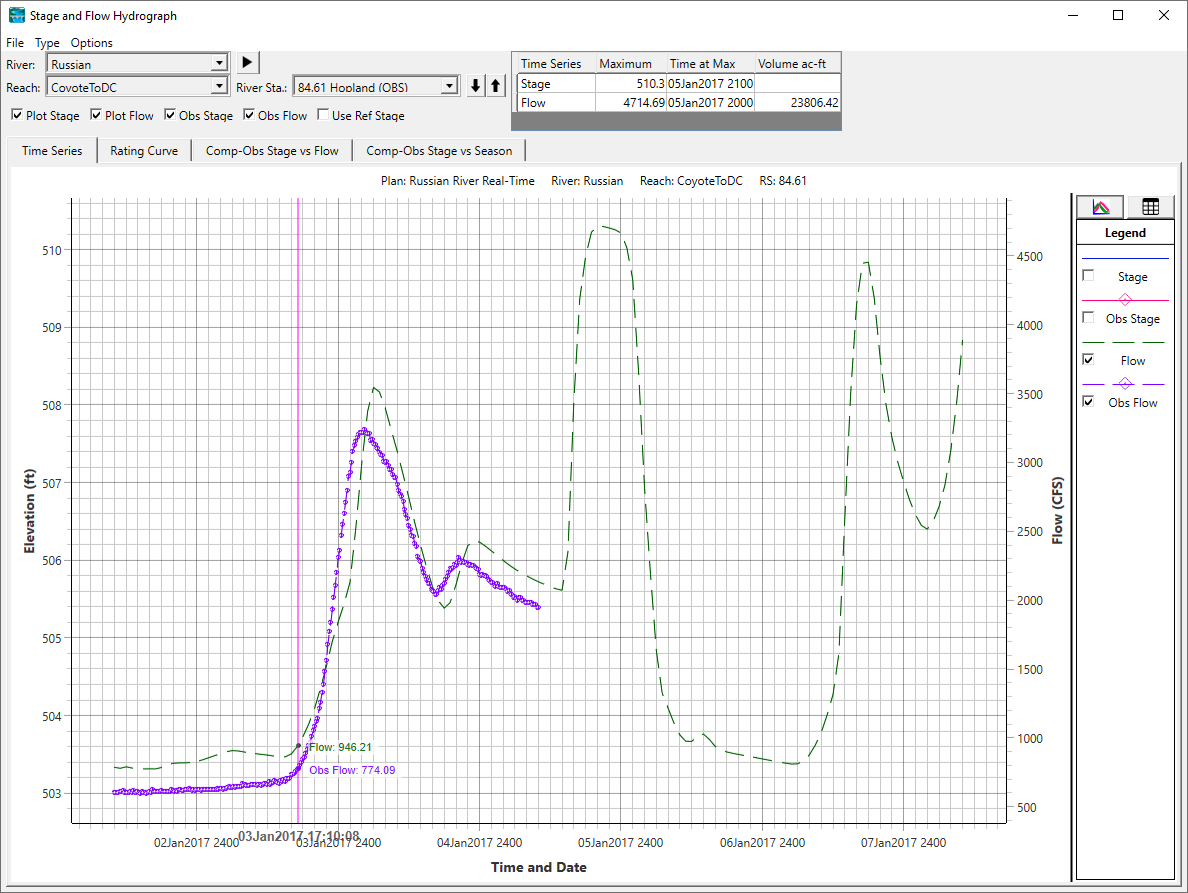 Stage and Flow Hydrograph
File Type Options
River: Russian
Reach: CoyoteToDC River Sta.: 84.61 Hopland (OBS)
Plot Stage Plot Flow Obs Stage Obs Flow Use Ref Stage
Time Series Maximum Time at Max Volume ac-ft
Stage 510.3 05Jan2017 2100
Flow 4714.69 05Jan2017 2000 23806.42
Time Series Rating Curve Comp-Obs Stage vs Flow Comp-Obs Stage vs Season
Plan: Russian River Real-Time River: Russian Reach: CoyoteToDC RS: 84.61
Elevation (ft)
510
509
508
507
506
505
504
503
Flow: 946.21
Obs Flow: 774.09
03Jan2017 17:10:08
02Jan2017 2400 03Jan2017 2400 04Jan2017 2400 05Jan2017 2400 06Jan2017 2400 07Jan2017 2400
Time and Date
4500
4000
3500
3000
2500
2000
1500
1000
500
Flow (CFS)
Legend
Stage
Obs Stage
Flow
Obs Flow